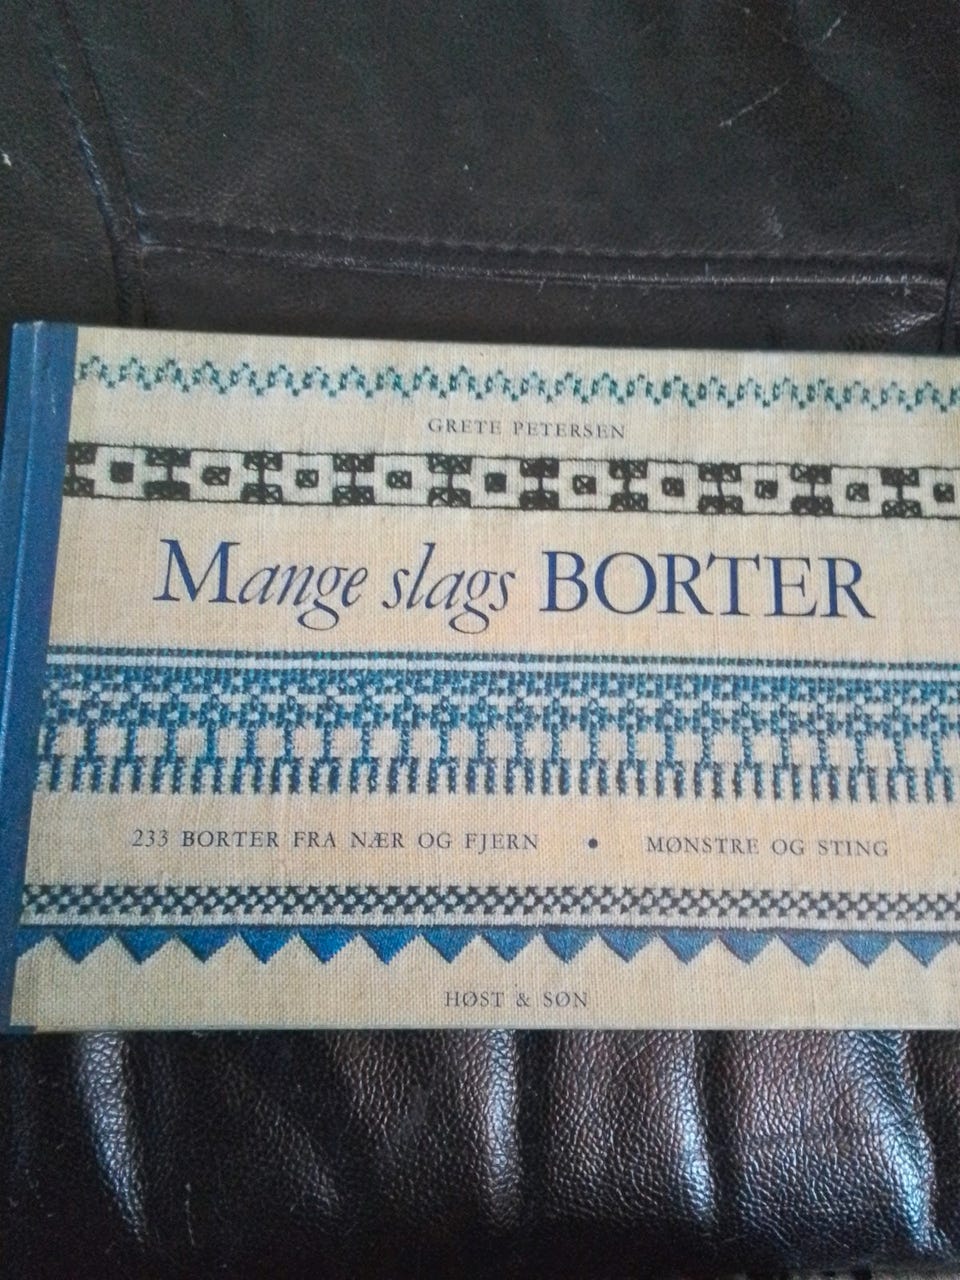 GRETE PETERSEN
Mange slags BORTER
233 BORTER FRA NÆR OG FJERN • MØNSTRE OG STING
HØST & SØN